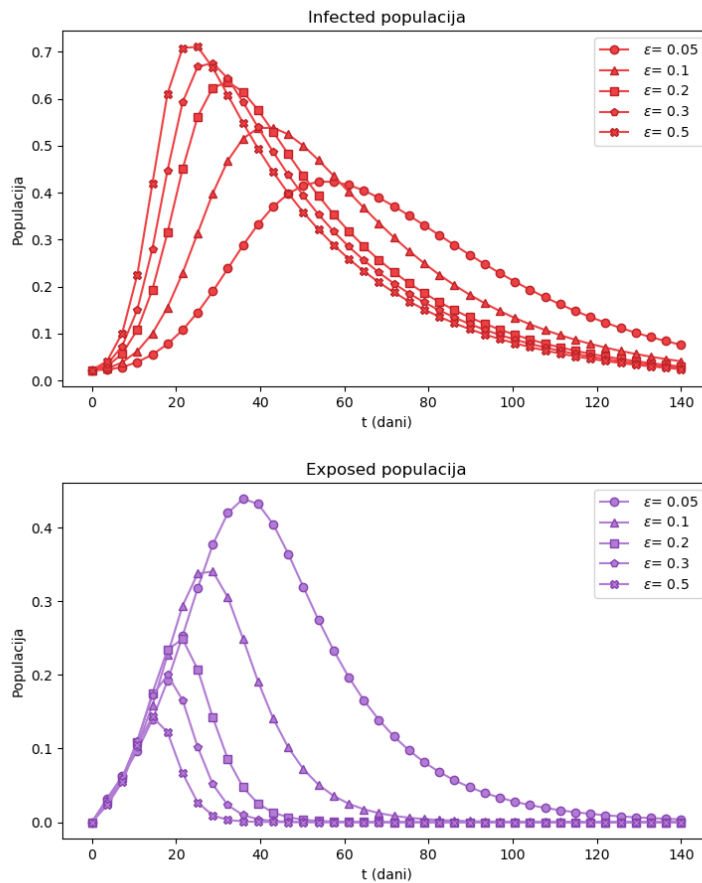 Infected populacija
0.7
0.6
0.5
0.4
0.3
0.2
0.1
0.0
Populacija
ε= 0.05
ε= 0.1
ε= 0.2
ε= 0.3
ε= 0.5
0 20 40 60 80 100 120 140
t (dani)
Exposed populacija
0.4
0.3
0.2
0.1
0.0
Populacija
ε= 0.05
ε= 0.1
ε= 0.2
ε= 0.3
ε= 0.5
0 20 40 60 80 100 120 140
t (dani)